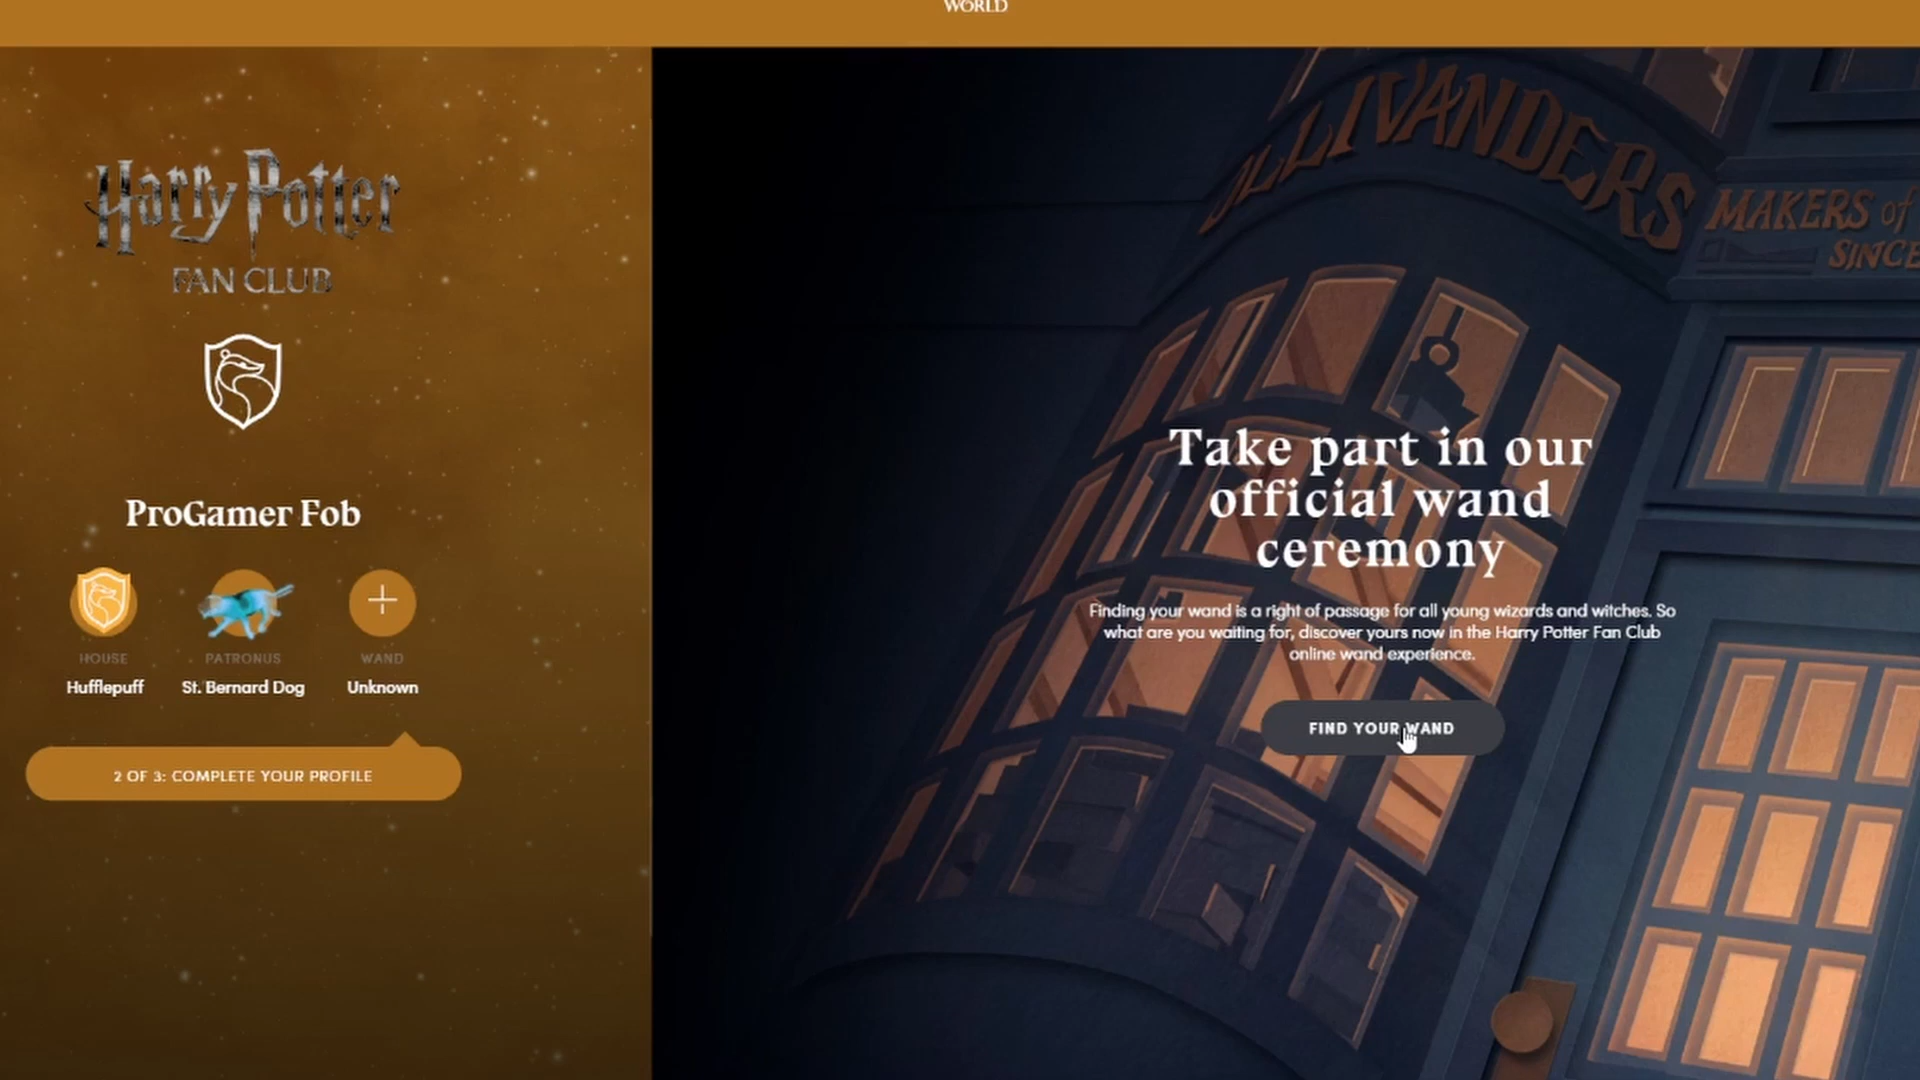 WORLD
Harry Potter
FAN CLUB
ProGamer Fob
HOUSE
Hufflepuff
PATRONUS
St. Bernard Dog
WAND
Unknown
2 OF 3: COMPLETE YOUR PROFILE
OLLIVANDERS
MAKERS of
SINCE
Take part in our
official wand
ceremony
Finding your wand is a right of passage for all young wizards and witches. So
what are you waiting for, discover yours now in the Harry Potter Fan Club
online wand experience.
FIND YOUR WAND